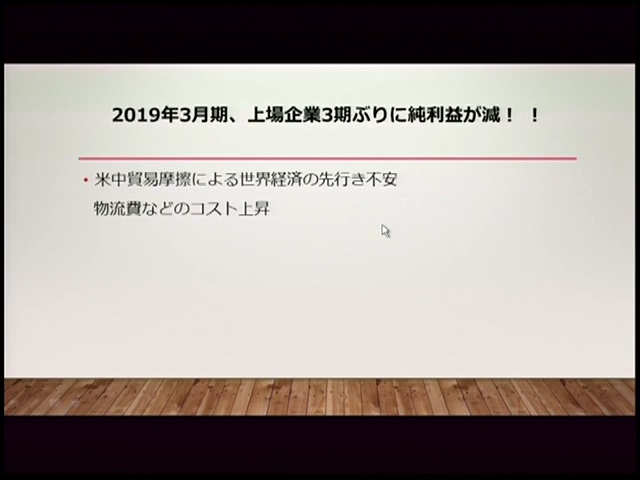 2019年3月期、上場企業3期ぶりに純利益が減！ ！
• 米中貿易摩擦による世界経済の先行き不安
物流費などのコスト上昇